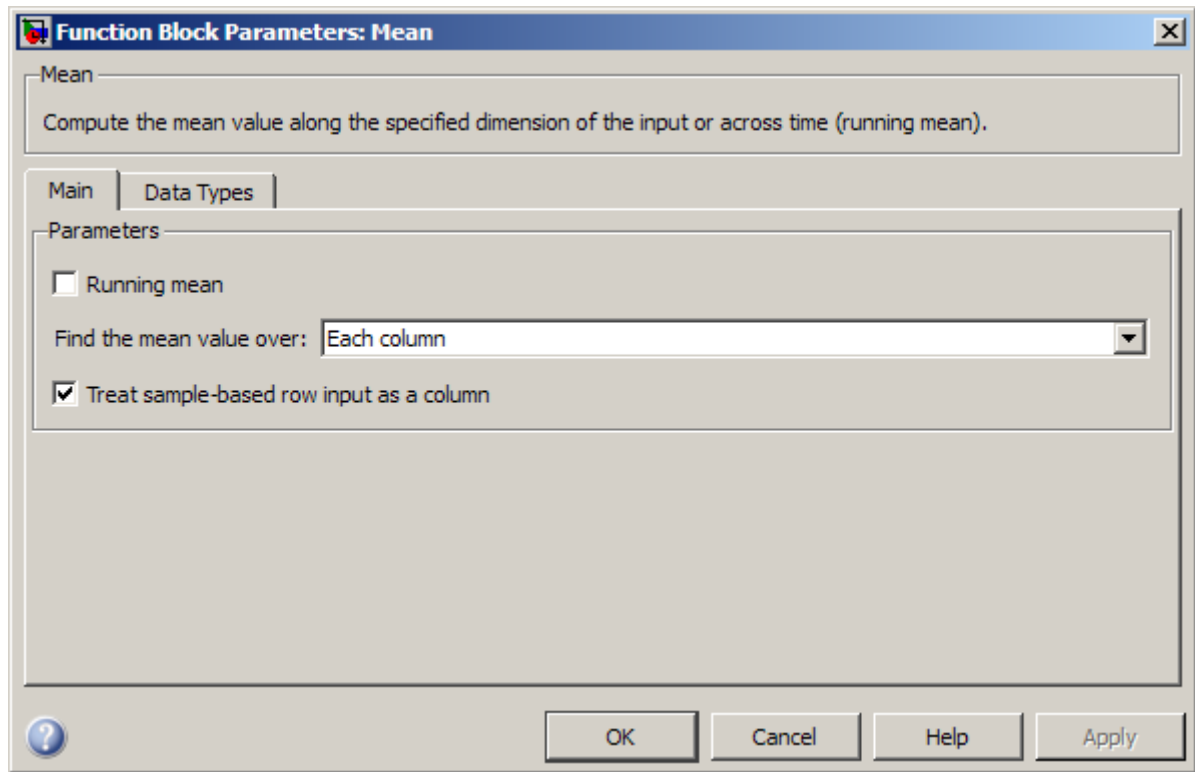 Function Block Parameters: Mean
Mean
Compute the mean value along the specified dimension of the input or across time (running mean).
Main Data Types
Parameters
Running mean
Find the mean value over: Each column
Treat sample-based row input as a column
OK Cancel Help Apply